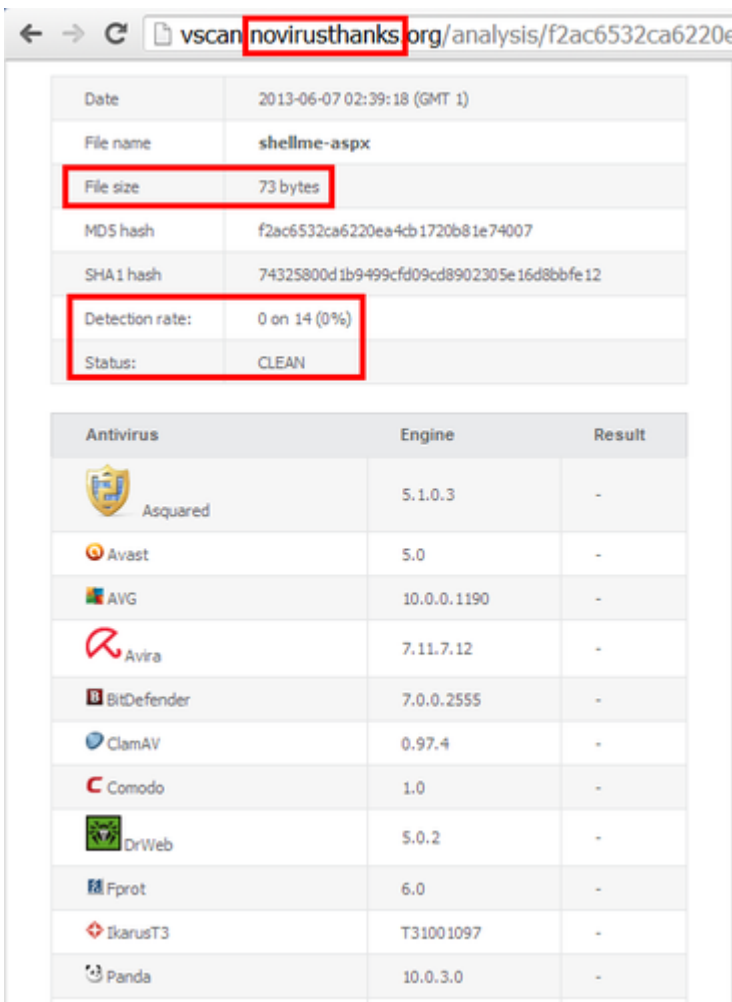 vscan.novirusthanks.org/analysis/f2ac6532ca6220e
Date 2013-06-07 02:39:18 (GMT 1)
File name shellme-aspx
File size 73 bytes
MD5 hash f2ac6532ca6220ea4cb1720b81e74007
SHA1 hash 74325800d1b9499cfd09cd8902305e16d8bbfe12
Detection rate: 0 on 14 (0%)
Status: CLEAN
Antivirus Engine Result
Asquared 5.1.0.3 -
Avast 5.0 -
AVG 10.0.0.1190 -
Avira 7.11.7.12 -
BitDefender 7.0.0.2555 -
ClamAV 0.97.4 -
Comodo 1.0 -
DrWeb 5.0.2 -
Fprot 6.0 -
IkarusT3 T31001097 -
Panda 10.0.3.0 -